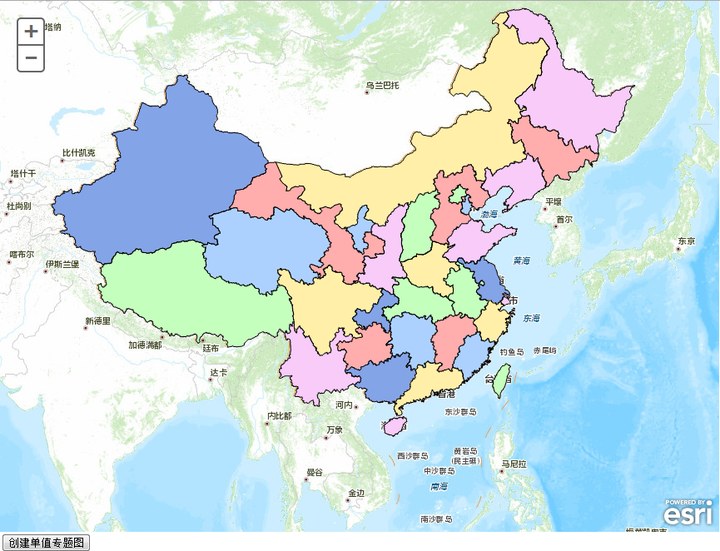 塔纳
+
−
乌兰巴托
比什凯克
塔什干
杜尚别
喀布尔
伊斯兰堡
平壤
首尔
东京
渤海
黄海
东海
市
新德里
加德满都
廷布
达卡
钓鱼岛
赤尾屿
台
省
香港
内比都
河内
万象
曼谷
金边
东沙群岛
西沙群岛
中沙群岛
黄岩岛
(民主礁)
南海
南沙群岛
马尼拉
POWERED BY
esri
创建单值专题图